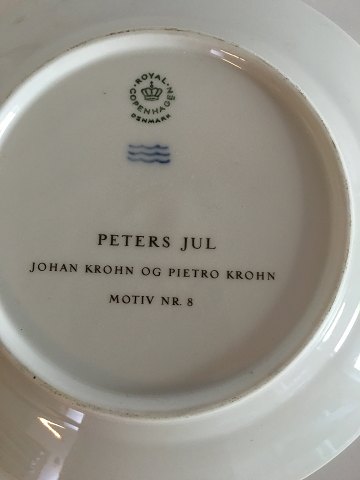 ROYAL
COPENHAGEN
DENMARK
PETERS JUL
JOHAN KROHN OG PIETRO KROHN
MOTIV NR. 8